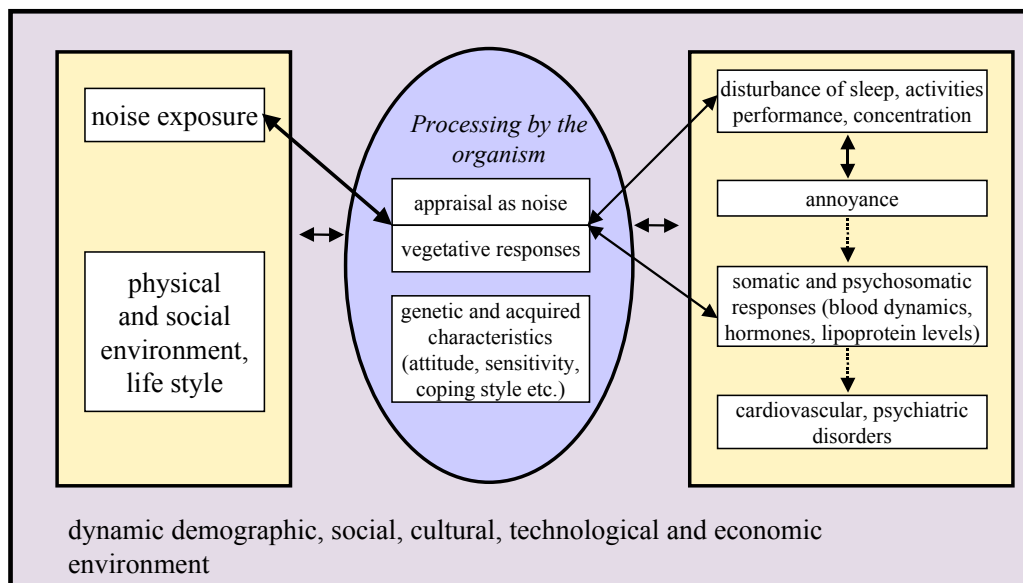 noise exposure
physical
and social
environment,
life style
Processing by the
organism
appraisal as noise
vegetative responses
genetic and acquired
characteristics
(attitude, sensitivity,
coping style etc.)
disturbance of sleep, activities
performance, concentration
annoyance
somatic and psychosomatic
responses (blood dynamics,
hormones, lipoprotein levels)
cardiovascular, psychiatric
disorders
dynamic demographic, social, cultural, technological and economic
environment